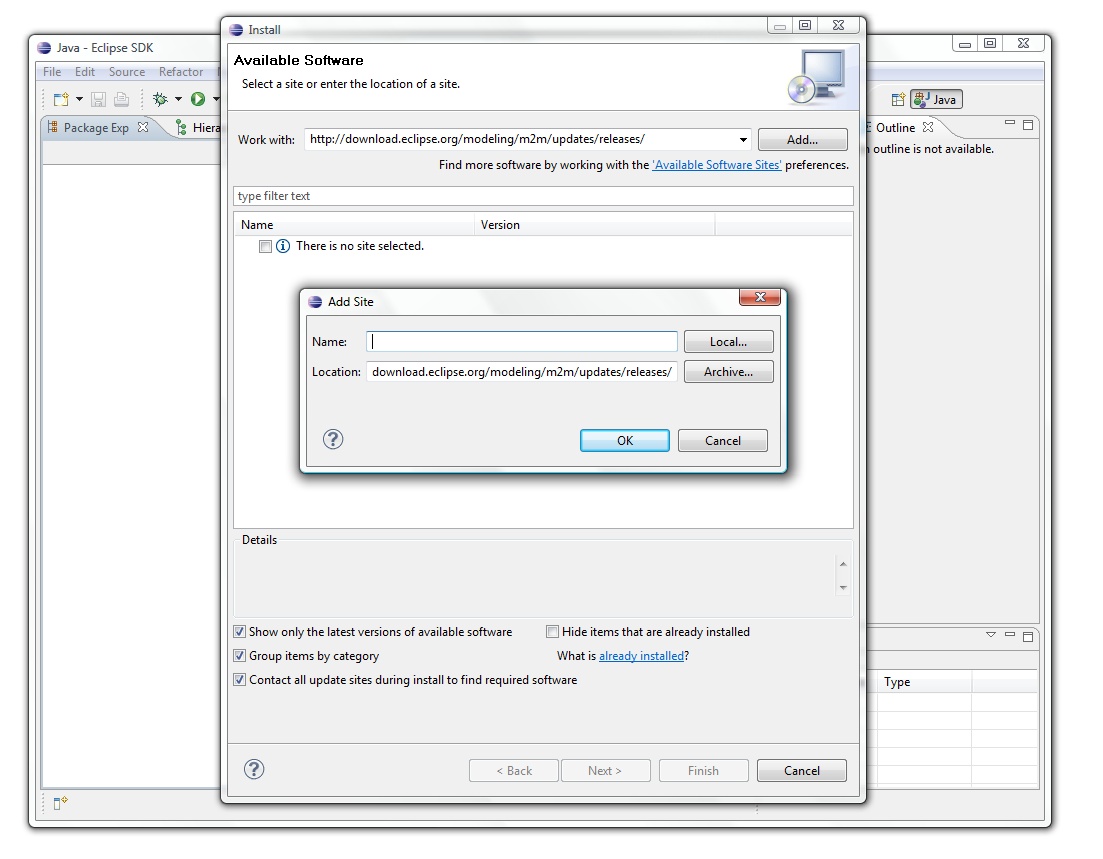 Install
Java - Eclipse SDK
File Edit Source Refactor
Available Software
Select a site or enter the location of a site.
Java
Package Exp
Hiera
Outline
Work with: http://download.eclipse.org/modeling/m2m/updates/releases/ Add...
outline is not available.
Find more software by working with the 'Available Software Sites' preferences.
type filter text
Name Version
There is no site selected.
Add Site
Name: Local...
Location: download.eclipse.org/modeling/m2m/updates/releases/ Archive...
OK Cancel
Details
Show only the latest versions of available software Hide items that are already installed
Group items by category What is already installed?
Contact all update sites during install to find required software
Type
< Back Next > Finish Cancel